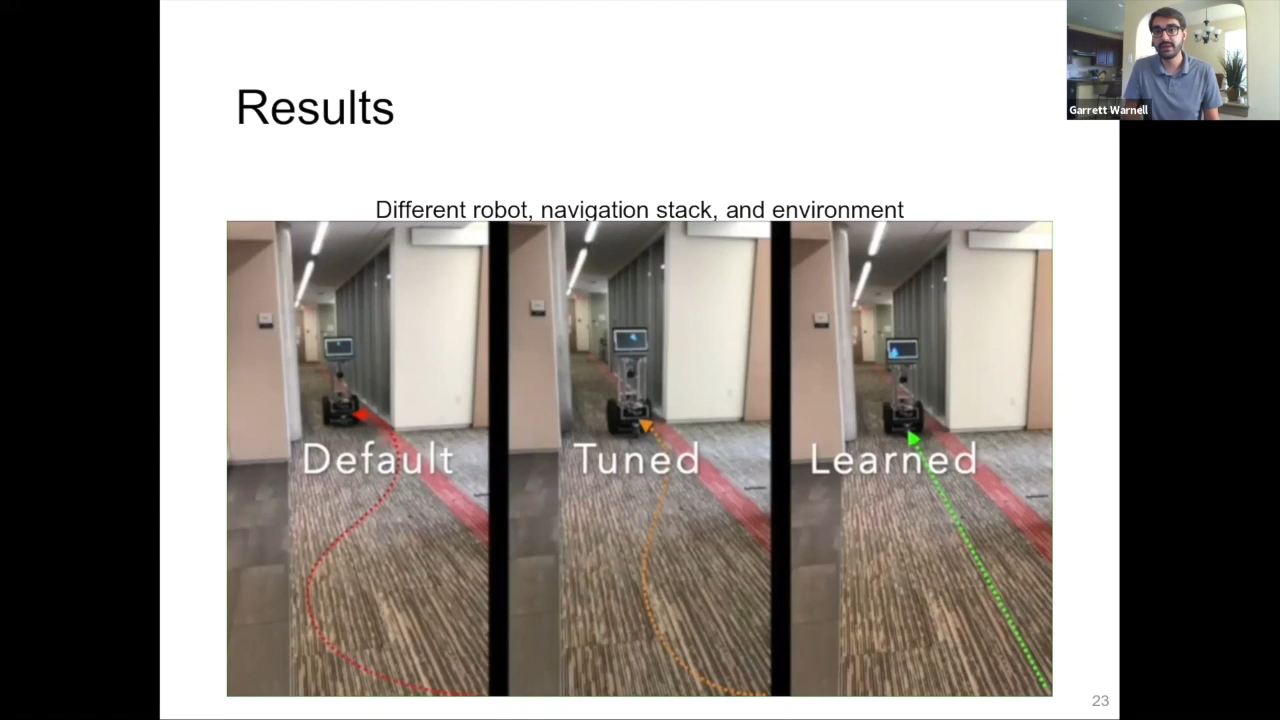 Results
Garrett Warnell
Different robot, navigation stack, and environment
Default
Tuned
Learned
23